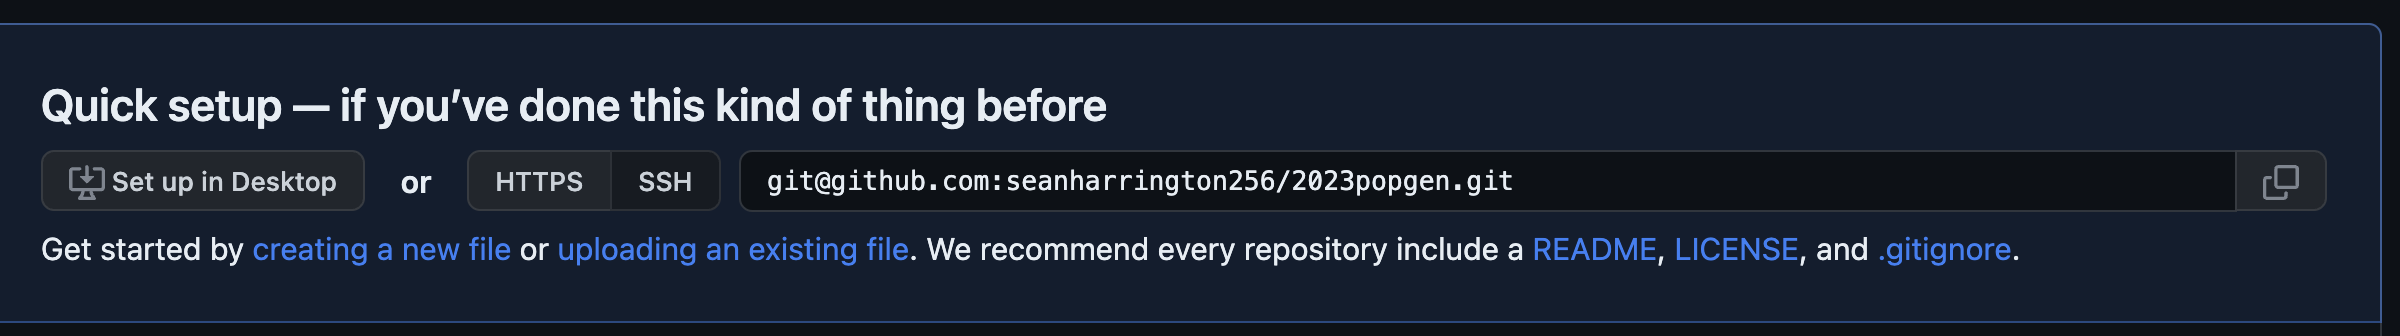 Quick setup — if you’ve done this kind of thing before
Set up in Desktop or HTTPS SSH git@github.com:seanharrington256/2023popgen.git
Get started by creating a new file or uploading an existing file. We recommend every repository include a README, LICENSE, and .gitignore.